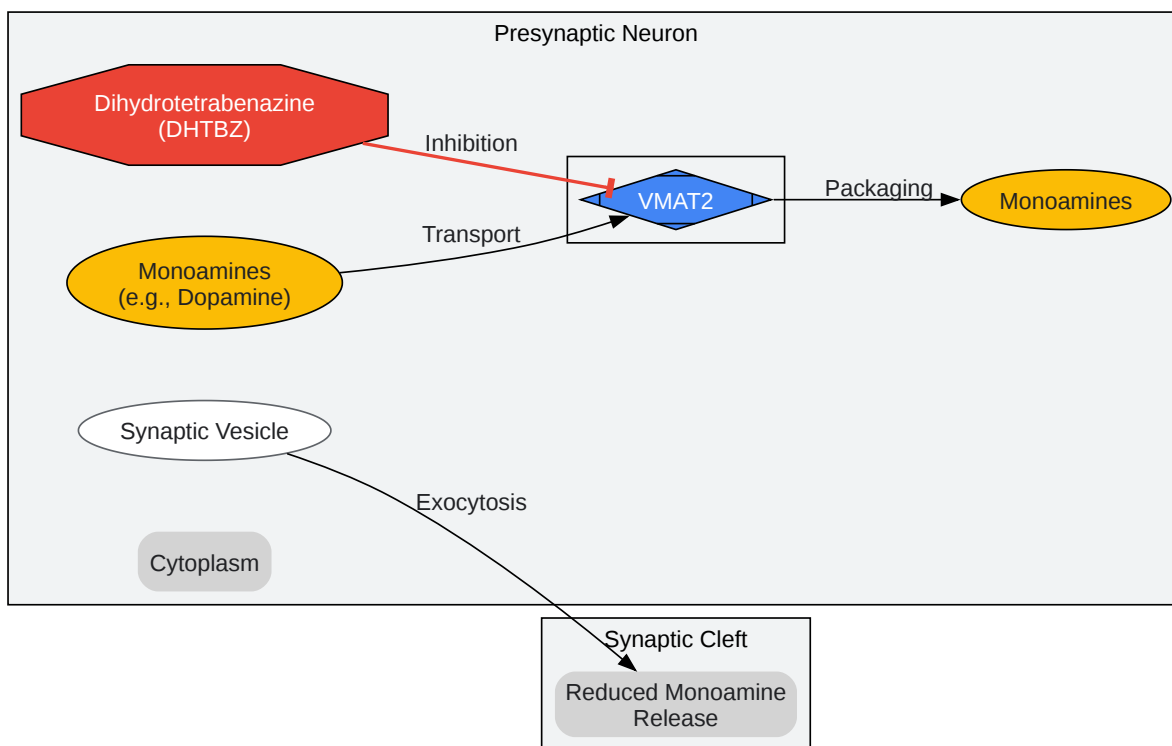 Presynaptic Neuron
Dihydrotetrabenazine
(DHTBZ)
Inhibition
VMAT2
Packaging
Monoamines
Transport
Monoamines
(e.g., Dopamine)
Synaptic Vesicle
Exocytosis
Cytoplasm
Synaptic Cleft
Reduced Monoamine
Release